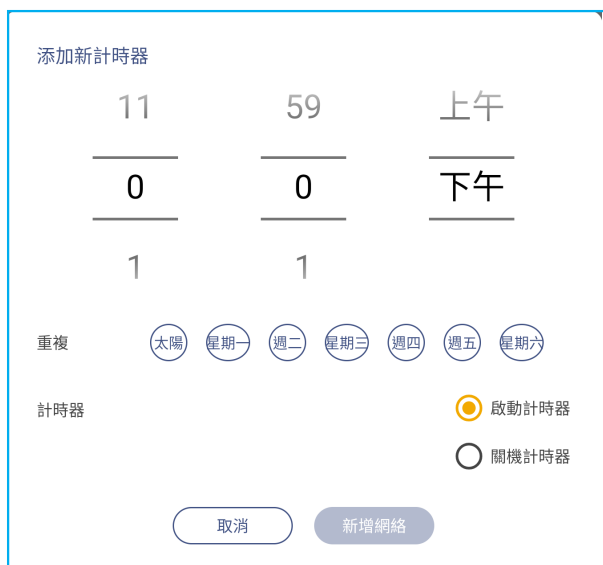 添加新計時器
11 59 上午
0 0 下午
1 1
重複 太陽 星期一 週二 星期三 週四 週五 星期六
計時器 啟動計時器
關機計時器
取消 新增網絡